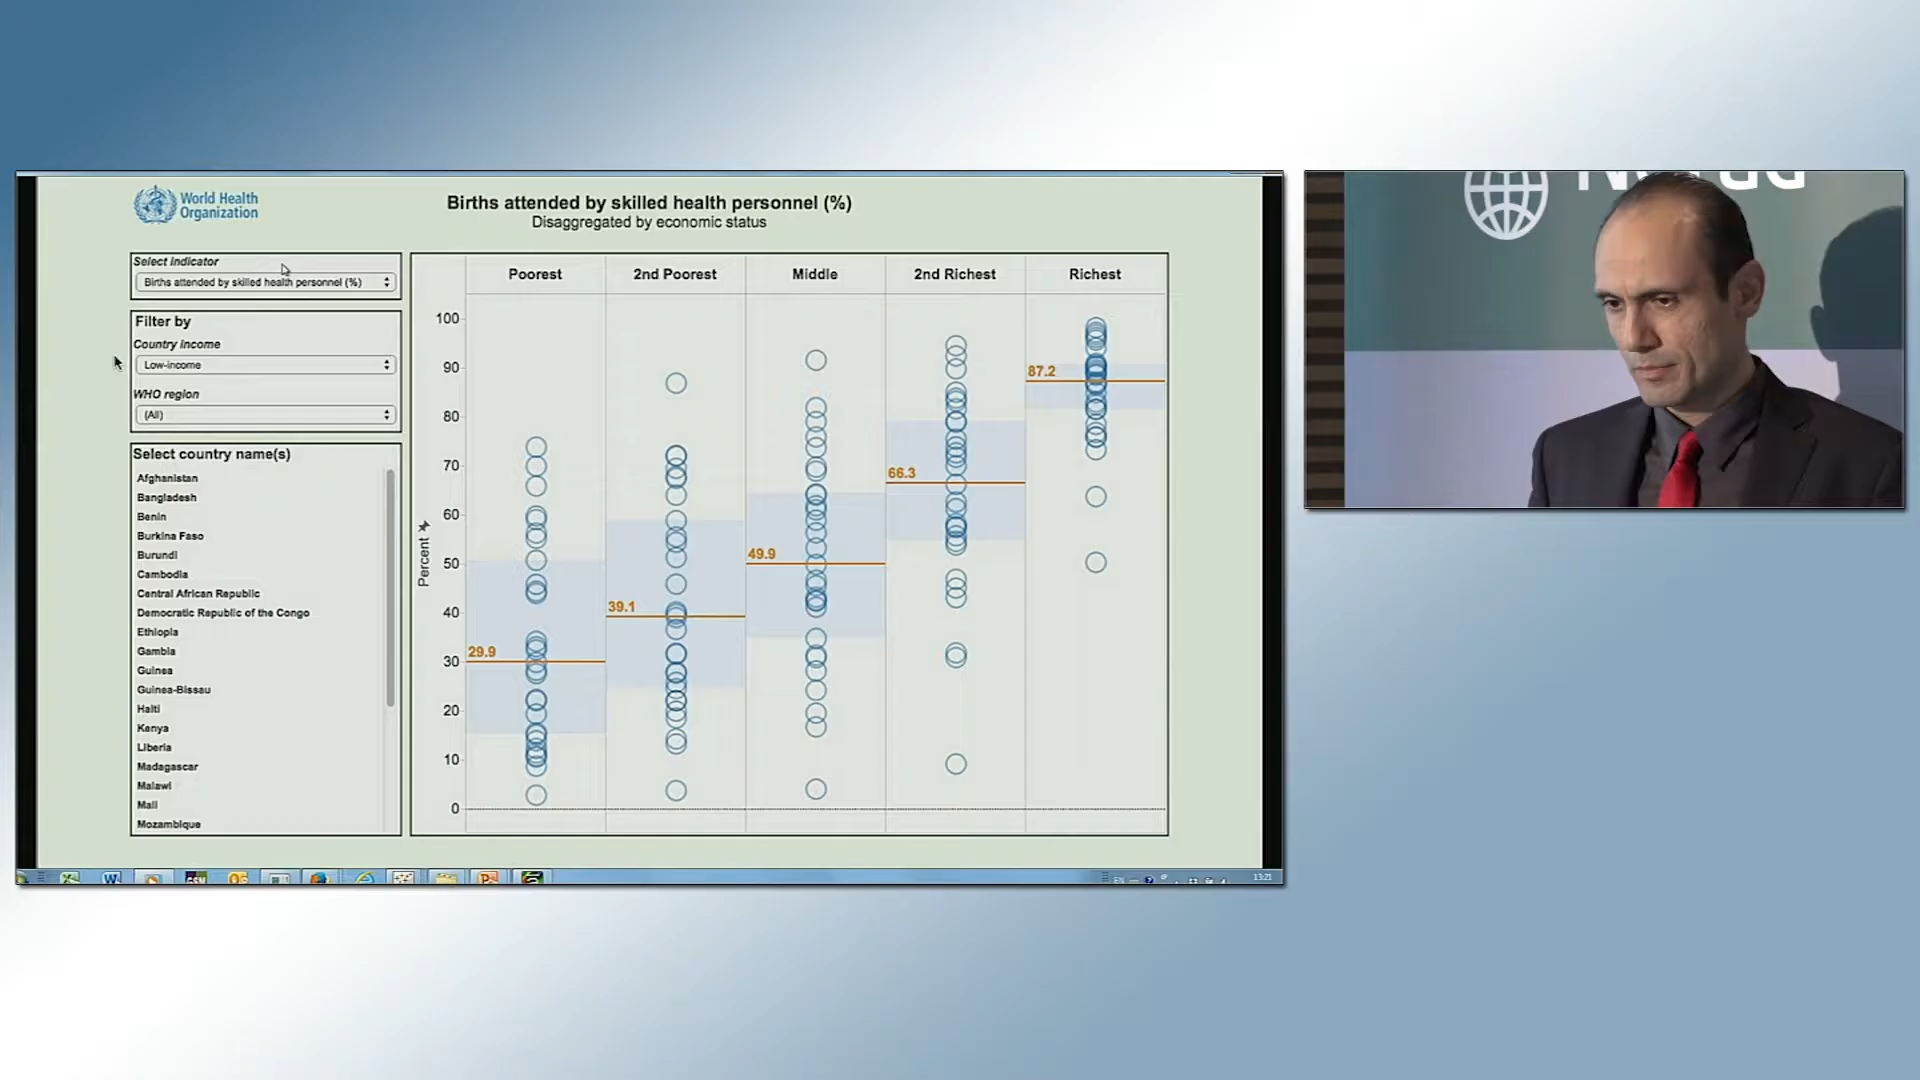 World Health
Organization
Births attended by skilled health personnel (%)
Disaggregated by economic status
Select indicator
Births attended by skilled health personnel (%)
Filter by
Country income
Low-income
WHO region
(All)
Select country name(s)
Afghanistan
Bangladesh
Benin
Burkina Faso
Burundi
Cambodia
Central African Republic
Democratic Republic of the Congo
Ethiopia
Gambia
Guinea
Guinea-Bissau
Haiti
Kenya
Liberia
Madagascar
Malawi
Mali
Mozambique
Poorest
2nd Poorest
Middle
2nd Richest
Richest
Percent
100
90
80
70
60
50
40
30
20
10
0
29.9
39.1
49.9
66.3
87.2
EN
13:21